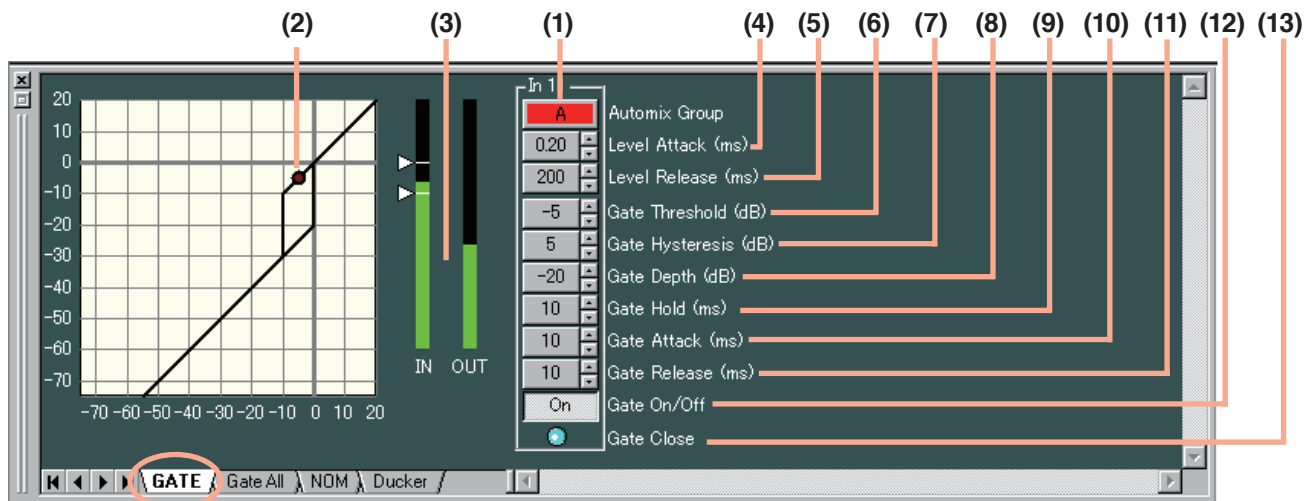 (2) (3) (1) (4) (5) (6) (7) (8) (9) (10) (11) (12) (13)
In 1
20
10
0
-10
-20
-30
-40
-50
-60
-70
-70 -60 -50 -40 -30 -20 -10 0 10 20
IN OUT
A Automix Group
0.20 Level Attack (ms)
200 Level Release (ms)
-5 Gate Threshold (dB)
5 Gate Hysteresis (dB)
-20 Gate Depth (dB)
10 Gate Hold (ms)
10 Gate Attack (ms)
10 Gate Release (ms)
On Gate On/Off
Gate Close
GATE Gate All NOM Ducker